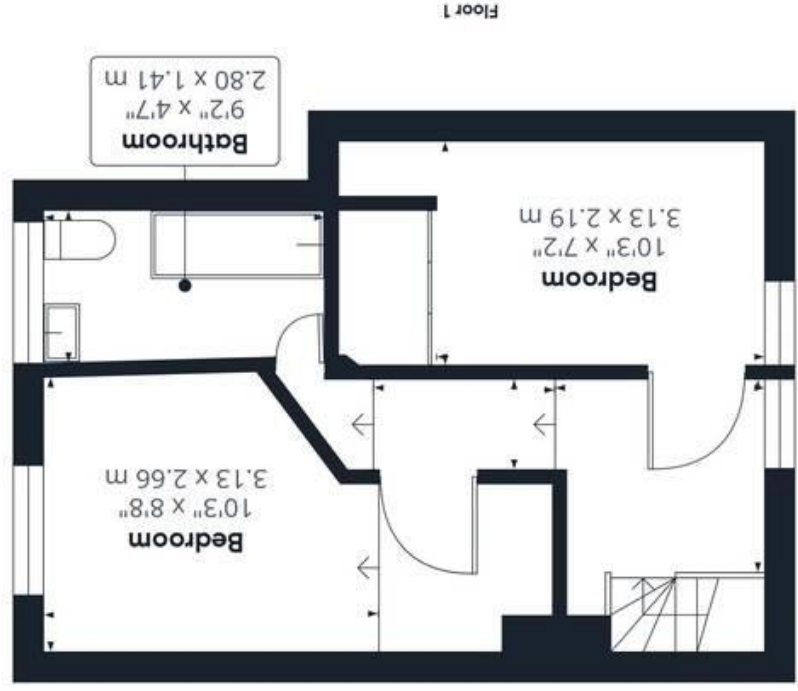 Bedroom
10'3" x 8'8"
3.13 x 2.66 m
Bedroom
10'3" x 7'2"
3.13 x 2.19 m
Bathroom
9'2" x 4'7"
2.80 x 1.41 m
Floor 1